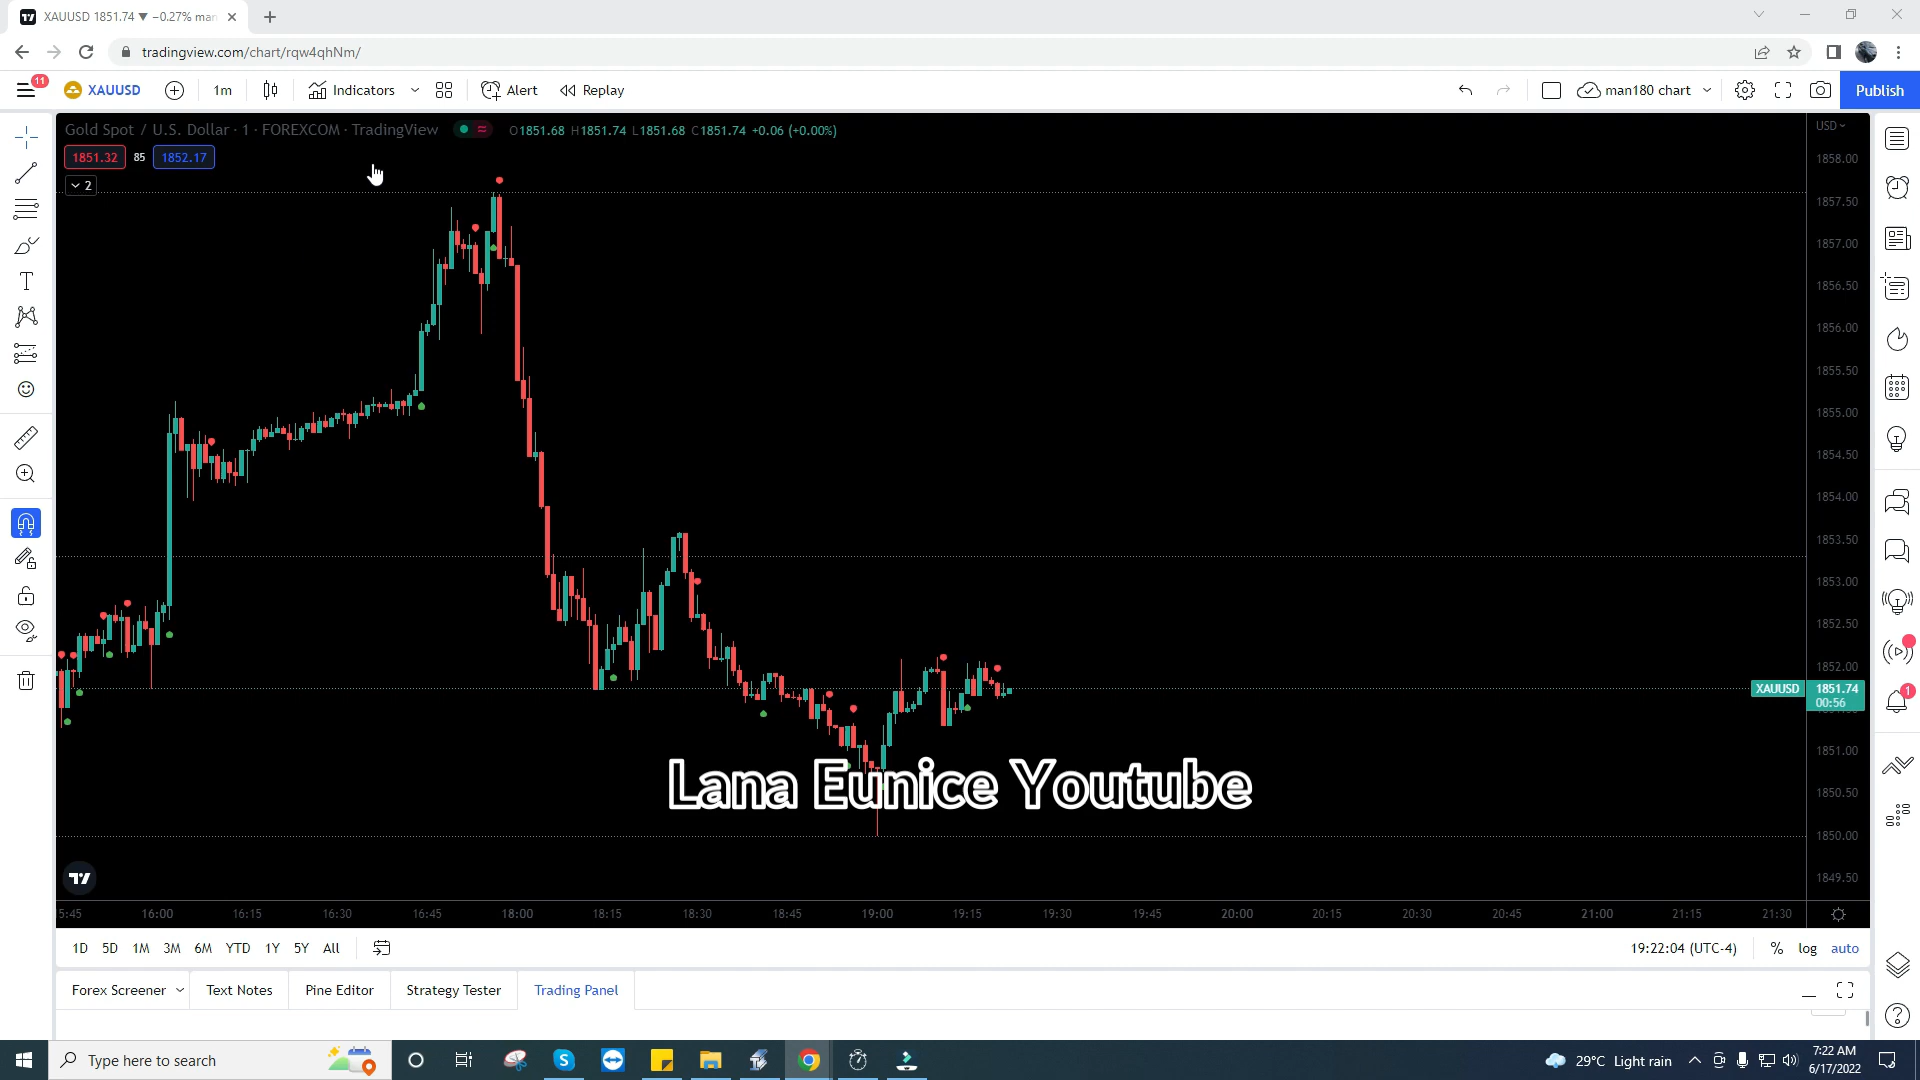 XAUUSD 1851.74 ▼ −0.27% man
tradingview.com/chart/rqw4qhNm/
11
XAUUSD
1m
Indicators
Alert
Replay
man180 chart
Publish
Gold Spot / U.S. Dollar · 1 · FOREXCOM · TradingView
O1851.68 H1851.74 L1851.68 C1851.74 +0.06 (+0.00%)
USD
1851.32
85
1852.17
2
1858.00
1857.50
1857.00
1856.50
1856.00
1855.50
1855.00
1854.50
1854.00
1853.50
1853.00
1852.50
1852.00
XAUUSD
1851.74
00:56
1
1851.00
1850.50
1850.00
1849.50
Lana Eunice Youtube
5:45 16:00 16:15 16:30 16:45 18:00 18:15 18:30 18:45 19:00 19:15 19:30 19:45 20:00 20:15 20:30 20:45 21:00 21:15 21:30
1D 5D 1M 3M 6M YTD 1Y 5Y All
19:22:04 (UTC-4)
% log auto
Forex Screener
Text Notes
Pine Editor
Strategy Tester
Trading Panel
Type here to search
29°C Light rain
7:22 AM
6/17/2022